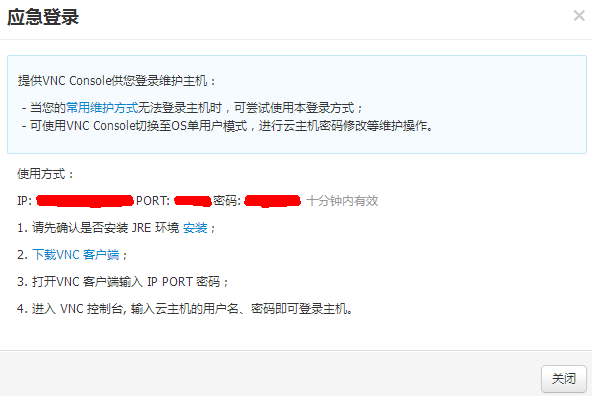 应急登录
×
提供VNC Console供您登录维护主机：
- 当您的常用维护方式无法登录主机时，可尝试使用本登录方式；
- 可使用VNC Console切换至OS单用户模式，进行云主机密码修改等维护操作。
使用方式：
IP: PORT: 密码: 十分钟内有效
1. 请先确认是否安装 JRE 环境 安装；
2. 下载VNC 客户端；
3. 打开VNC 客户端输入 IP PORT 密码；
4. 进入 VNC 控制台, 输入云主机的用户名、密码即可登录主机。
关闭